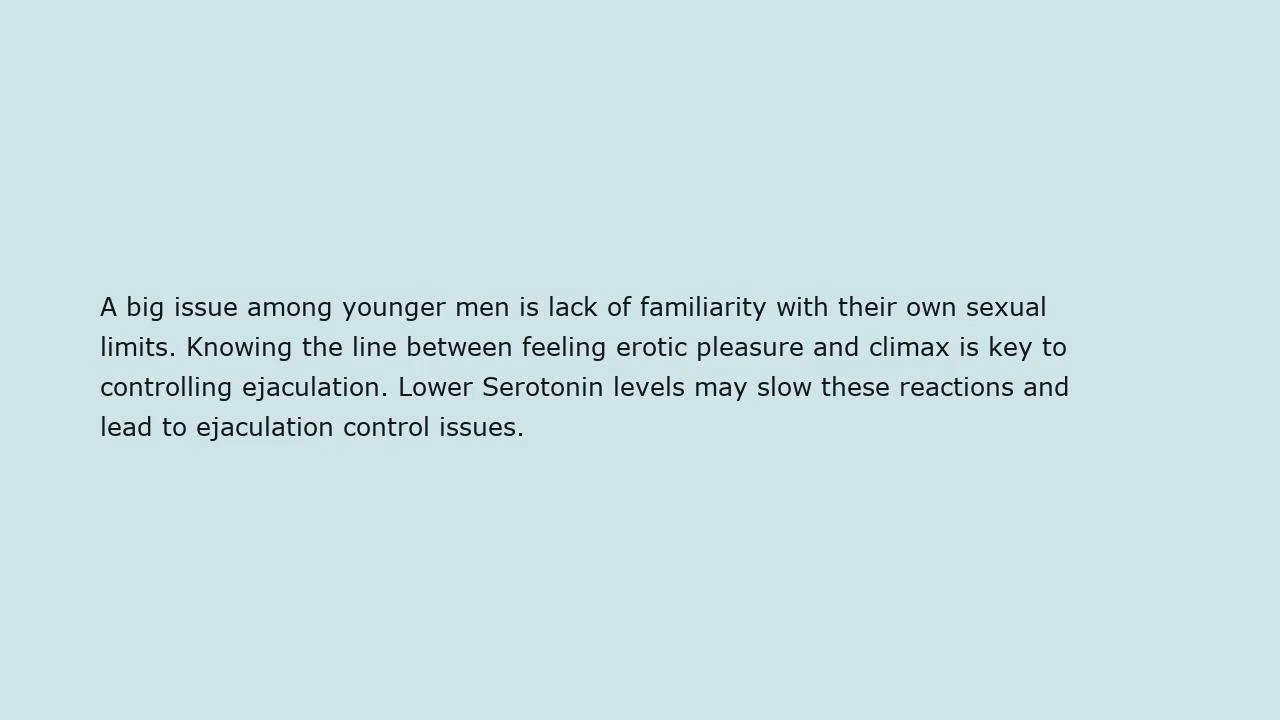 A big issue among younger men is lack of familiarity with their own sexual
limits. Knowing the line between feeling erotic pleasure and climax is key to
controlling ejaculation. Lower Serotonin levels may slow these reactions and
lead to ejaculation control issues.